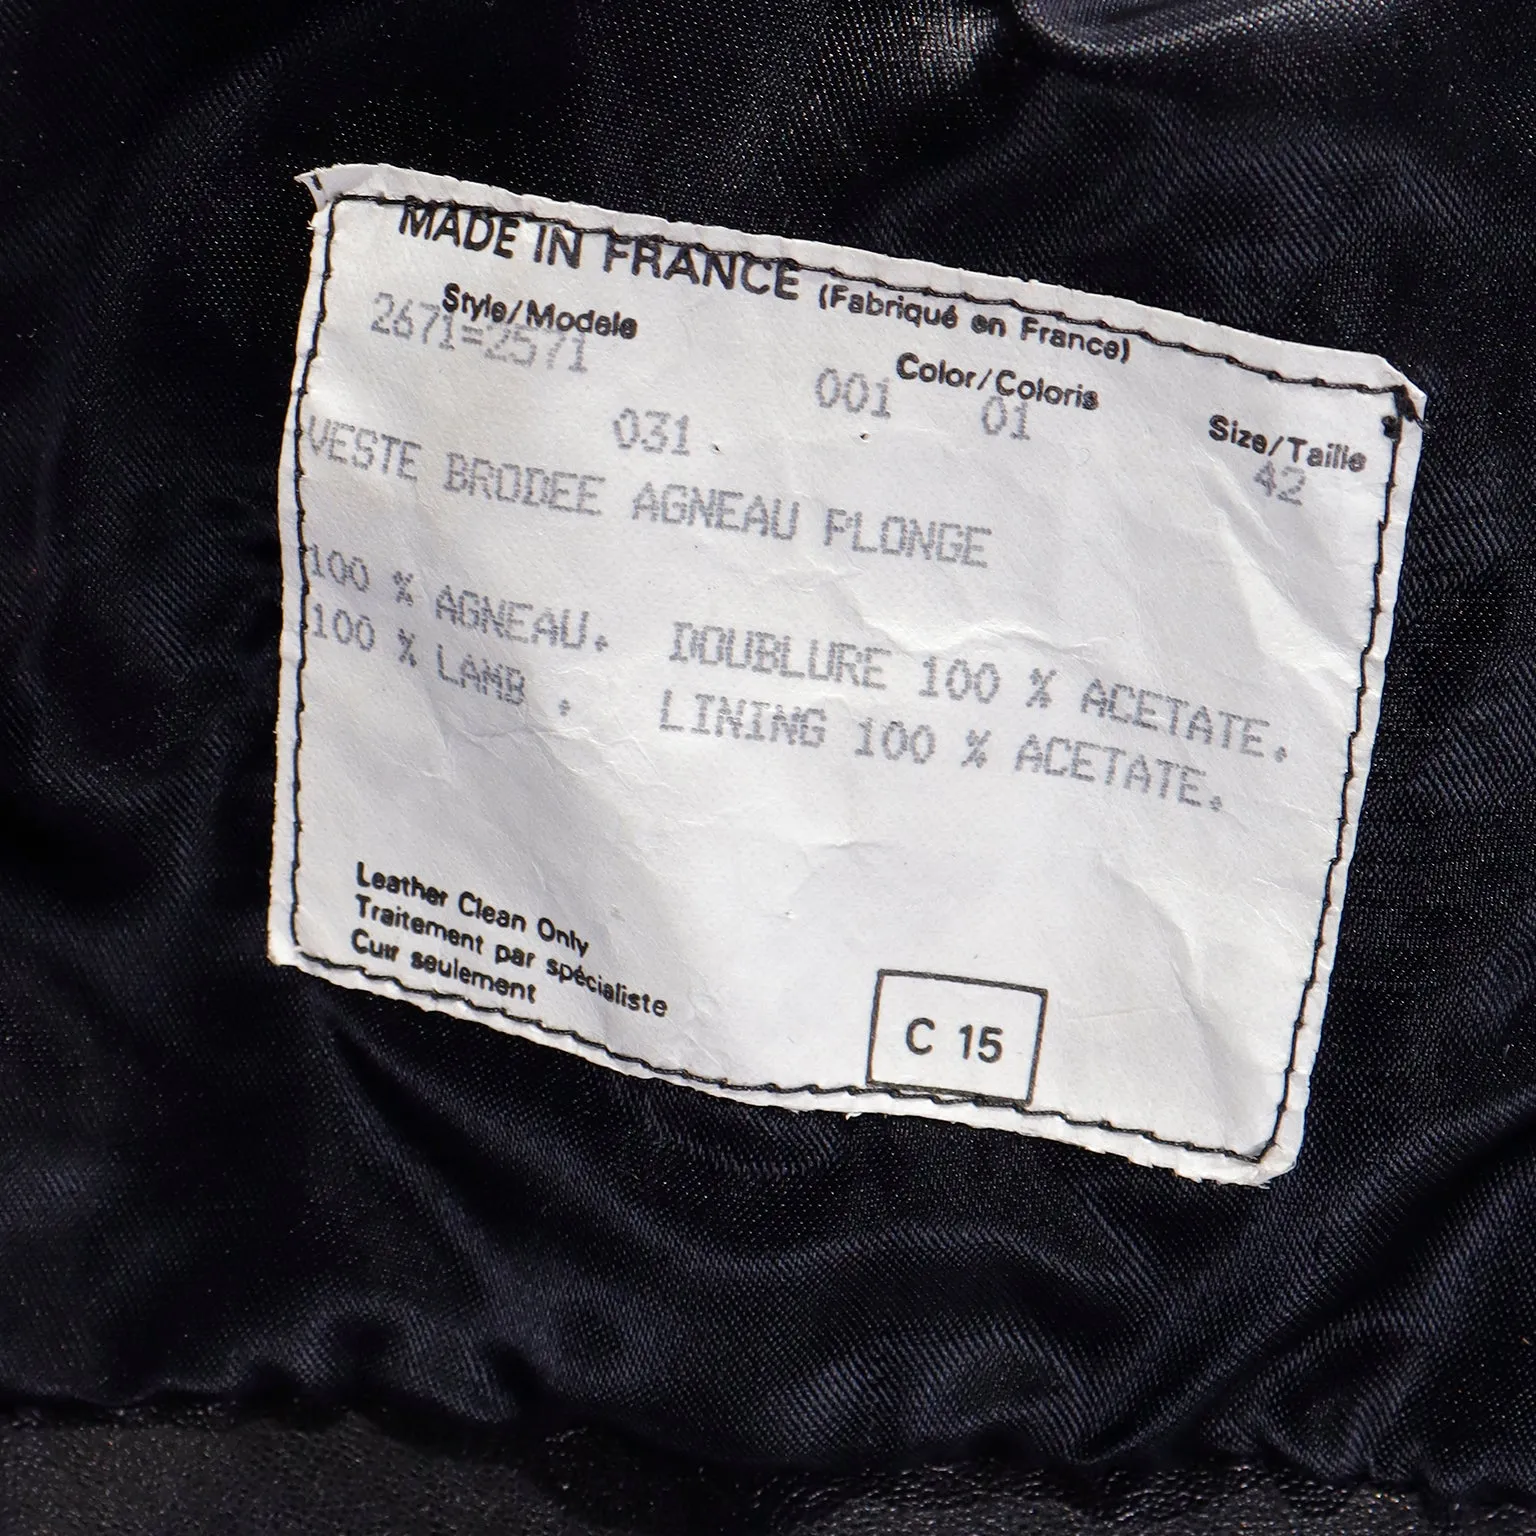 MADE IN FRANCE (Fabriqué en France)
Style/Modele Color/Coloris Size/Taille
2671=2571 031. 001 01 42
VESTE BRODEE AGNEAU PLONGE
100 % AGNEAU. DOUBLURE 100 % ACETATE.
100 % LAMB . LINING 100 % ACETATE.
Leather Clean Only
Traitement par spécialiste
Cuir seulement
C 15